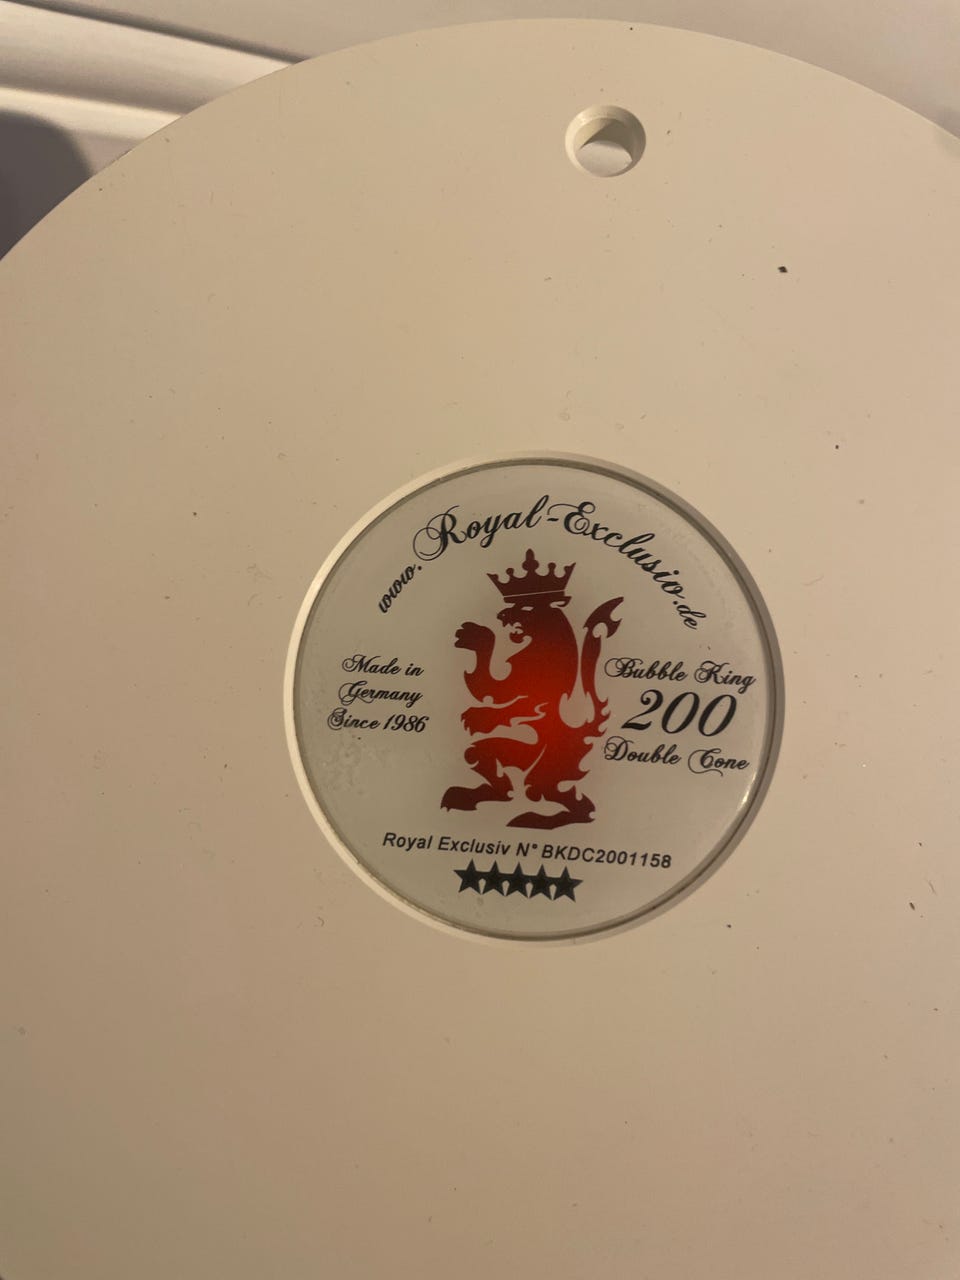 www.Royal-Exclusiv.de
Made in
Germany
Since 1986
Bubble King
200
Double Cone
Royal Exclusiv N° BKDC2001158